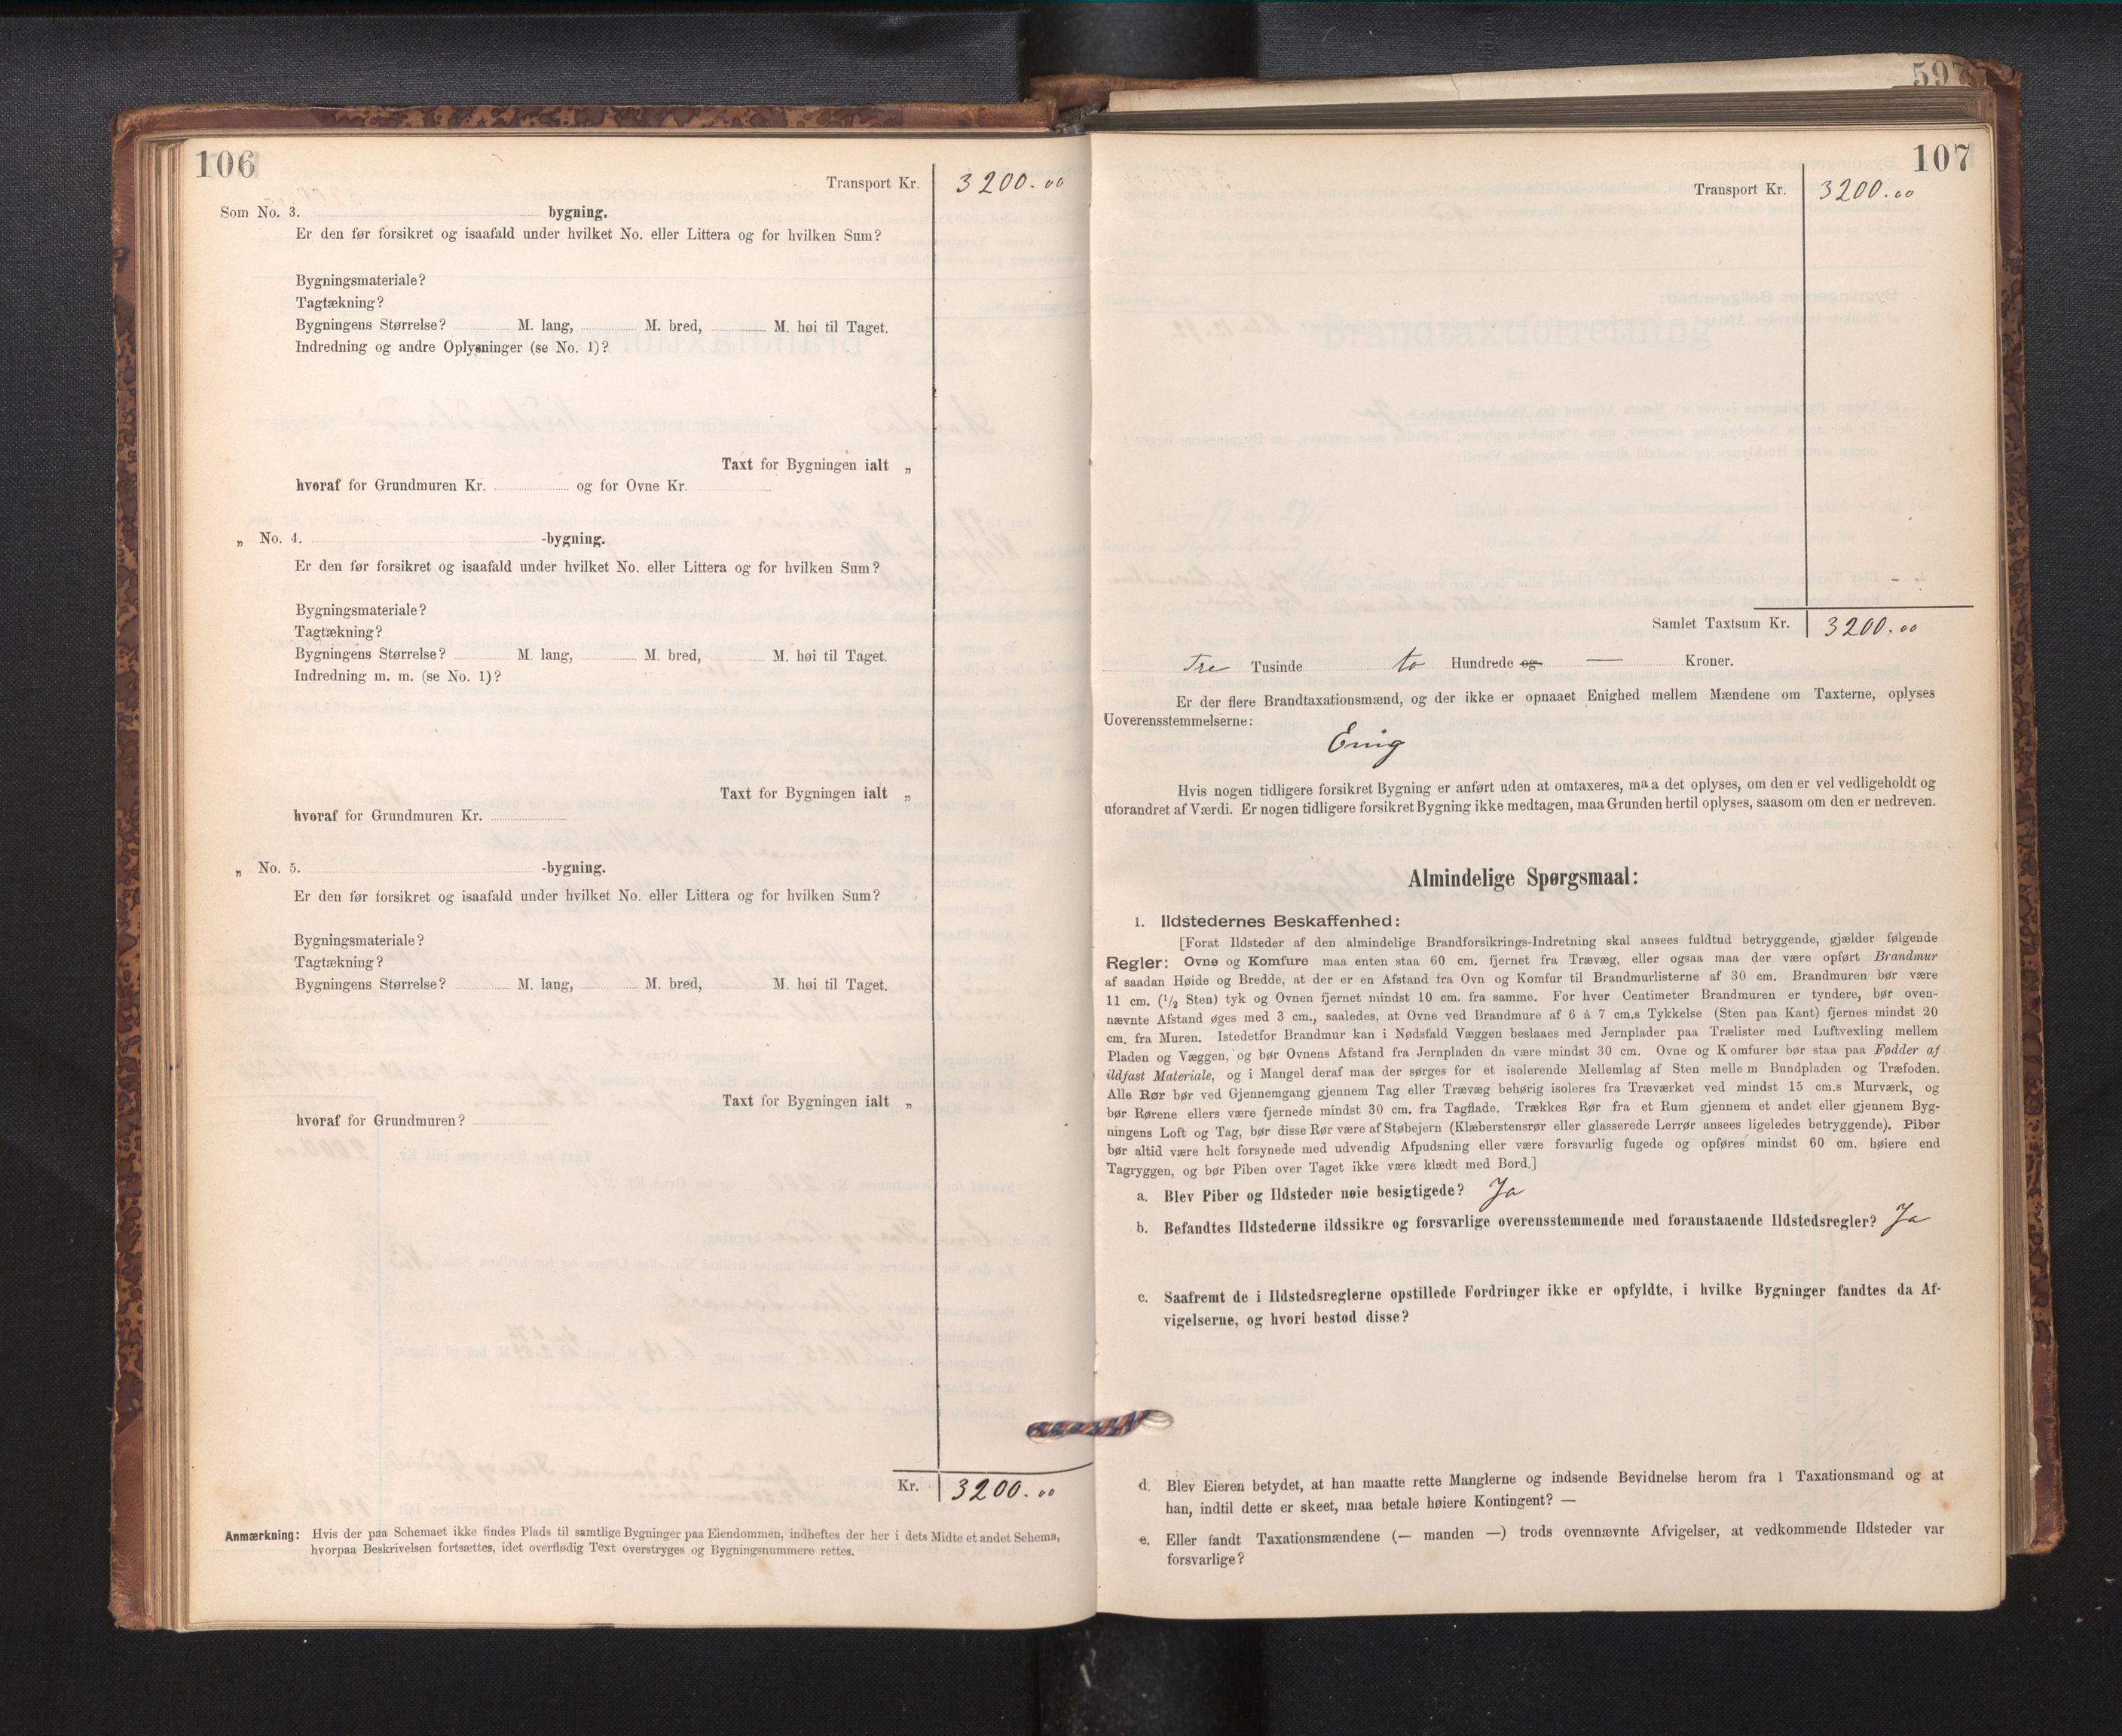 106
Transport Kr. 3200.00
Som No. 3. bygning.
Er den før forsikret og isaafald under hvilket No. eller Littera og for hvilken Sum?
Bygningsmateriale?
Tagtækning?
Bygningens Størrelse? M. lang, M. bred, M. høi til Taget.
Indredning og andre Oplysninger (se No. 1)?
Taxt for Bygningen ialt „
hvoraf for Grundmuren Kr. og for Ovne Kr.
„ No. 4. -bygning.
Er den før forsikret og isaafald under hvilket No. eller Littera og for hvilken Sum?
Bygningsmateriale?
Tagtækning?
Bygningens Størrelse? M. lang, M. bred, M. høi til Taget.
Indredning m. m. (se No. 1)?
Taxt for Bygningen ialt „
hvoraf for Grundmuren Kr.
„ No. 5. -bygning.
Er den før forsikret og isaafald under hvilket No. eller Littera og for hvilken Sum?
Bygningsmateriale?
Tagtækning?
Bygningens Størrelse? M. lang, M. bred, M. høi til Taget.
Taxt for Bygningen ialt „
hvoraf for Grundmuren?
Kr. 3200.00
Anmærkning: Hvis der paa Schemaet ikke findes Plads til samtlige Bygninger paa Eiendommen, indheftes der her i dets Midte et andet Schema,
hvorpaa Beskrivelsen fortsættes, idet overflødig Text overstryges og Bygningsnummere rettes.
597
107
Transport Kr. 3200.00
Samlet Taxtsum Kr. 3200.00
Tre Tusinde to Hundrede og — Kroner.
Er der flere Brandtaxationsmænd, og der ikke er opnaaet Enighed mellem Mændene om Taxterne, oplyses
Uoverensstemmelserne:
Enig
Hvis nogen tidligere forsikret Bygning er anført uden at omtaxeres, maa det oplyses, om den er vel vedligeholdt og
uforandret af Værdi. Er nogen tidligere forsikret Bygning ikke medtagen, maa Grunden hertil oplyses, saasom om den er nedreven.
Almindelige Spørgsmaal:
1. Ildstedernes Beskaffenhed:
[Forat Ildsteder af den almindelige Brandforsikrings-Indretning skal ansees fuldtud betryggende, gjælder følgende
Regler: Ovne og Komfure maa enten staa 60 cm. fjernet fra Trævæg, eller ogsaa maa der være opført Brandmur
af saadan Høide og Bredde, at der er en Afstand fra Ovn og Komfur til Brandmurlisterne af 30 cm. Brandmuren bør være
11 cm. (1/2 Sten) tyk og Ovnen fjernet mindst 10 cm. fra samme. For hver Centimeter Brandmuren er tyndere, bør oven-
nævnte Afstand øges med 3 cm., saaledes, at Ovne ved Brandmure af 6 à 7 cm.s Tykkelse (Sten paa Kant) fjernes mindst 20
cm. fra Muren. Istedetfor Brandmur kan i Nødsfald Væggen beslaaes med Jernplader paa Trælister med Luftvexling mellem
Pladen og Væggen, og bør Ovnens Afstand fra Jernpladen da være mindst 30 cm. Ovne og Komfurer bør staa paa Fødder af
ildfast Materiale, og i Mangel deraf maa der sørges for et isolerende Mellemlag af Sten mellem Bundpladen og Træfoden.
Alle Rør bør ved Gjennemgang gjennem Tag eller Trævæg behørig isoleres fra Træværket ved mindst 15 cm.s Murværk, og
bør Rørene ellers være fjernede mindst 30 cm. fra Tagflade. Trækkes Rør fra et Rum gjennem et andet eller gjennem Byg-
ningens Loft og Tag, bør disse Rør være af Støbejern (Klæberstensrør eller glasserede Lerrør ansees ligeledes betryggende). Piber
bør altid være helt forsynede med udvendig Afpudsning eller være forsvarlig fugede og opføres mindst 60 cm. høiere end
Tagryggen, og bør Piben over Taget ikke være klædt med Bord.]
a. Blev Piber og Ildsteder nøie besigtigede? Ja
b. Befandtes Ildstederne ildssikre og forsvarlige overensstemmende med foranstaaende Ildstedsregler? Ja
c. Saafremt de i Ildstedsreglerne opstillede Fordringer ikke er opfyldte, i hvilke Bygninger fandtes da Af-
vigelserne, og hvori bestod disse?
d. Blev Eieren betydet, at han maatte rette Manglerne og indsende Bevidnelse herom fra 1 Taxationsmand og at
han, indtil dette er skeet, maa betale høiere Kontingent? —
e. Eller fandt Taxationsmændene (— manden —) trods ovennævnte Afvigelser, at vedkommende Ildsteder var
forsvarlige?